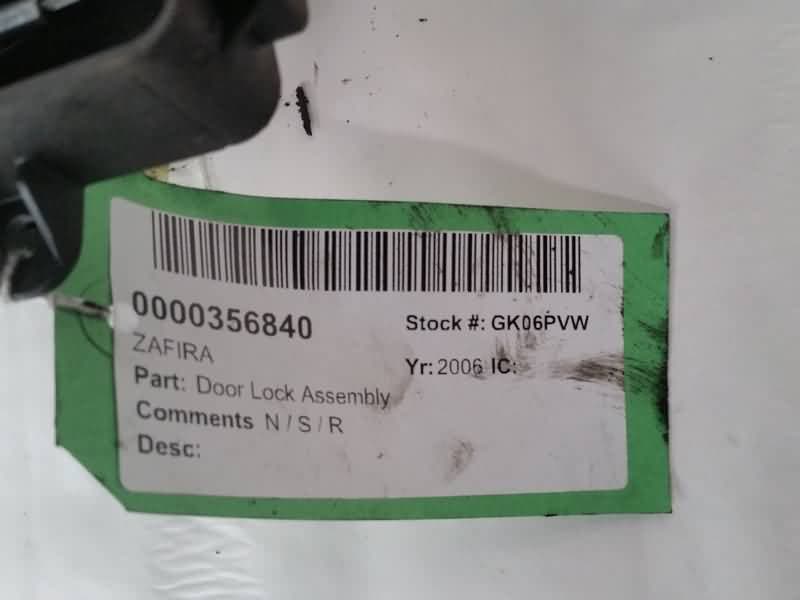 0000356840
Stock #: GK06PVW
ZAFIRA
Yr: 2006 IC:
Part: Door Lock Assembly
Comments N / S / R
Desc: